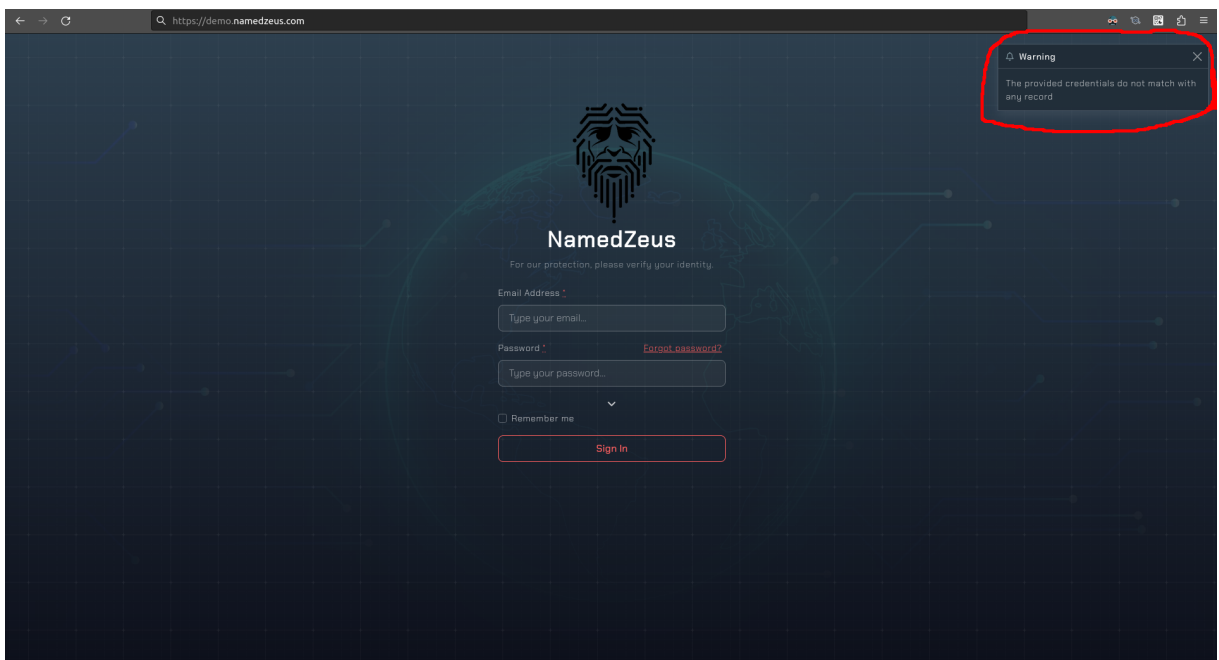 https://demo.namedzeus.com
Warning
The provided credentials do not match with
any record
NamedZeus
For our protection, please verify your identity.
Email Address *
Type your email...
Password *
Forgot password?
Type your password...
Remember me
Sign In